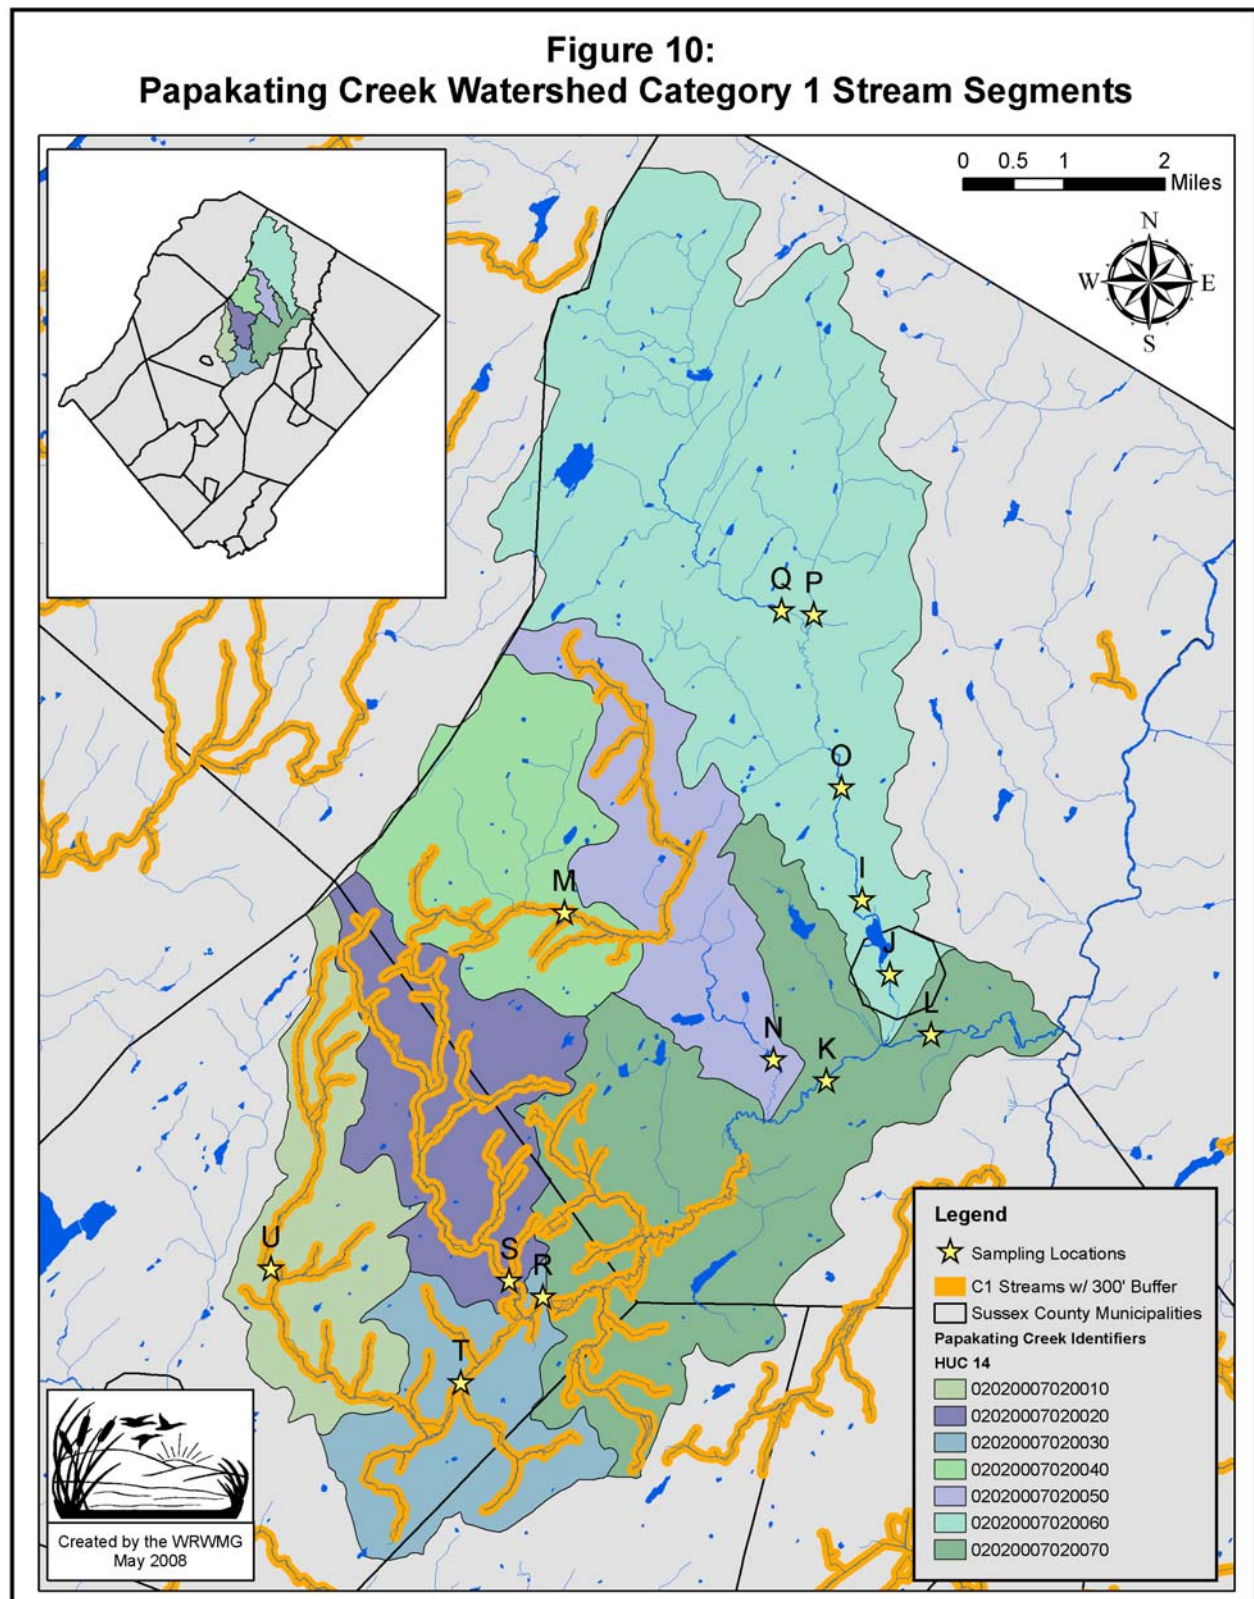 Figure 10:
Papakating Creek Watershed Category 1 Stream Segments
0 0.5 1 2
Miles
N
W E
S
Q P
O
I
M
J
L
N
K
U
S
R
T
Legend
Sampling Locations
C1 Streams w/ 300' Buffer
Sussex County Municipalities
Papakating Creek Identifiers
HUC 14
02020007020010
02020007020020
02020007020030
02020007020040
02020007020050
02020007020060
02020007020070
Created by the WRWMG
May 2008